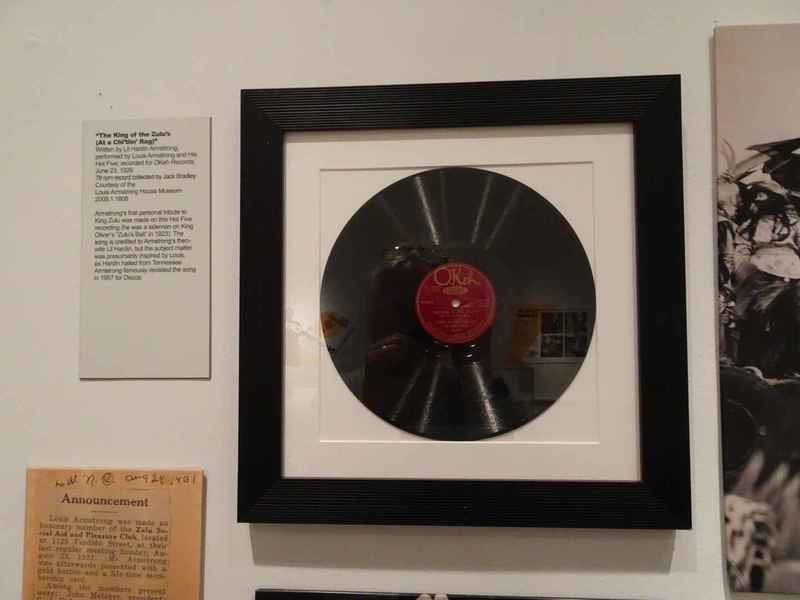 "The King of the Zulu's
(At a Chi'tlin' Rag)"
Written by Lil Hardin Armstrong,
performed by Louis Armstrong and His
Hot Five; recorded for OKeh Records,
June 23, 1926
78 rpm record collected by Jack Bradley
Courtesy of the
Louis Armstrong House Museum
2008.1.1808
Armstrong's first personal tribute to
King Zulu was made on this Hot Five
recording (he was a sideman on King
Oliver's "Zulu's Ball" in 1923). The
song is credited to Armstrong's then-
wife Lil Hardin, but the subject matter
was presumably inspired by Louis,
as Hardin hailed from Tennessee.
Armstrong famously revisited the song
in 1957 for Decca.
OKeh
Announcement
Louis Armstrong was made an
honorary member of the Zulu So-
cial Aid and Pleasure Club, located
at 1125 Perdido Street, at their
last regular meeting Sunday, Au-
gust 23, 1931. Mr. Armstrong
was afterwards presented with a
gold button and a life-time mem-
bership card.
Among the members present
were: John Metoyer, president;